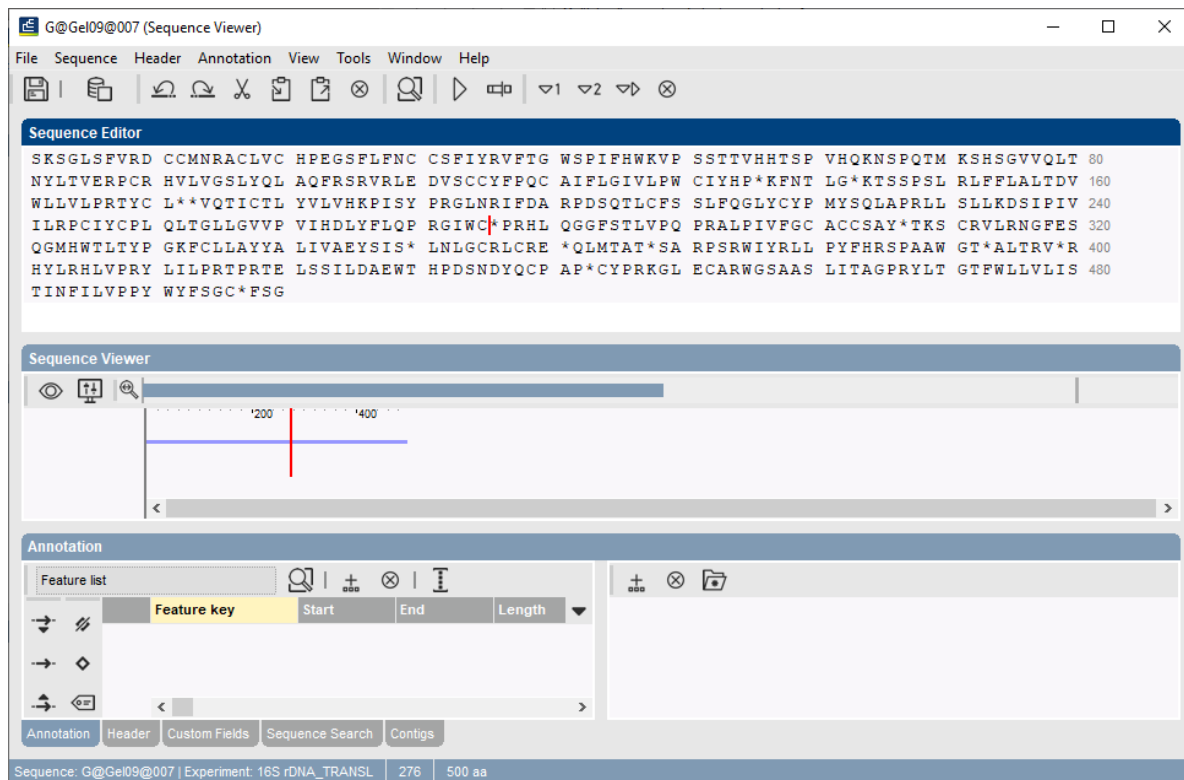 G@Gel09@007 (Sequence Viewer)
File Sequence Header Annotation View Tools Window Help
1 2
Sequence Editor
SKSGLSFVRD CCMNRACLVC HPEGSFLFNC CSFIYRVFTG WSPIFHWKVP SSTTVHHTSP VHQKNSPQTM KSHSGVVQLT 80
NYLTVERPCR HVLVGSLYQL AQFRSRVRLE DVSCCYFPQC AIFLGIVLPW CIYHP*KFNT LG*KTSSPSL RLFFLALTDV 160
WLLVLPRTYC L**VQTICTL YVLVHKPISY PRGLNRIFDA RPDSQTLCFS SLFQGLYCYP MYSQLAPRLL SLLKDSIPIV 240
ILRPCIYCPL QLTGLLGVVP VIHDLYFLQP RGIWC*PRHL QGGFSTLVPQ PRALPIVFGC ACCSAY*TKS CRVLRNGFES 320
QGMHWTLTYP GKFCLLAYYA LIVAEYSIS* LNLGCRLCRE *QLMTAT*SA RPSRWIYRLL PYFHRSPAAW GT*ALTRV*R 400
HYLRHLVPRY LILPRTPRTE LSSILDAEWT HPDSNDYQCP AP*CYPRKGL ECARWGSAAS LITAGPRYLT GTFWLLVLIS 480
TINFILVPPY WYFSGC*FSG
Sequence Viewer
200 400
Annotation
Feature list
Feature key Start End Length
Annotation Header Custom Fields Sequence Search Contigs
Sequence: G@Gel09@007 | Experiment: 16S rDNA_TRANSL 276 500 aa